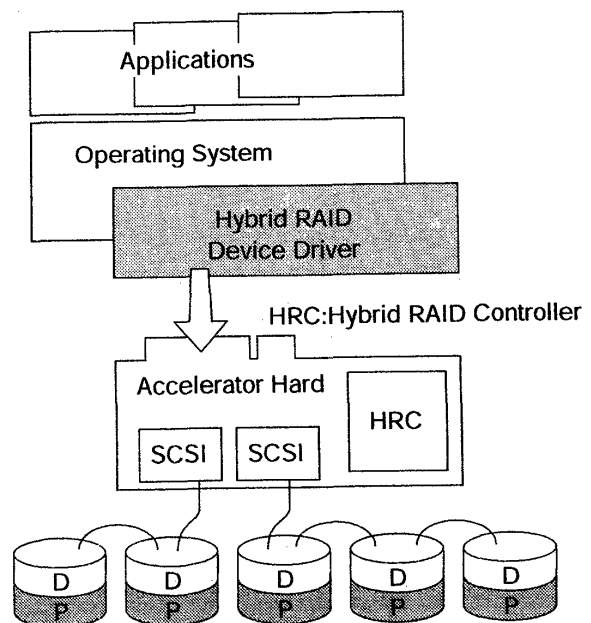 Applications
Operating System
Hybrid RAID
Device Driver
HRC:Hybrid RAID Controller
Accelerator Hard
HRC
SCSI SCSI
D D D D D
P P P P P